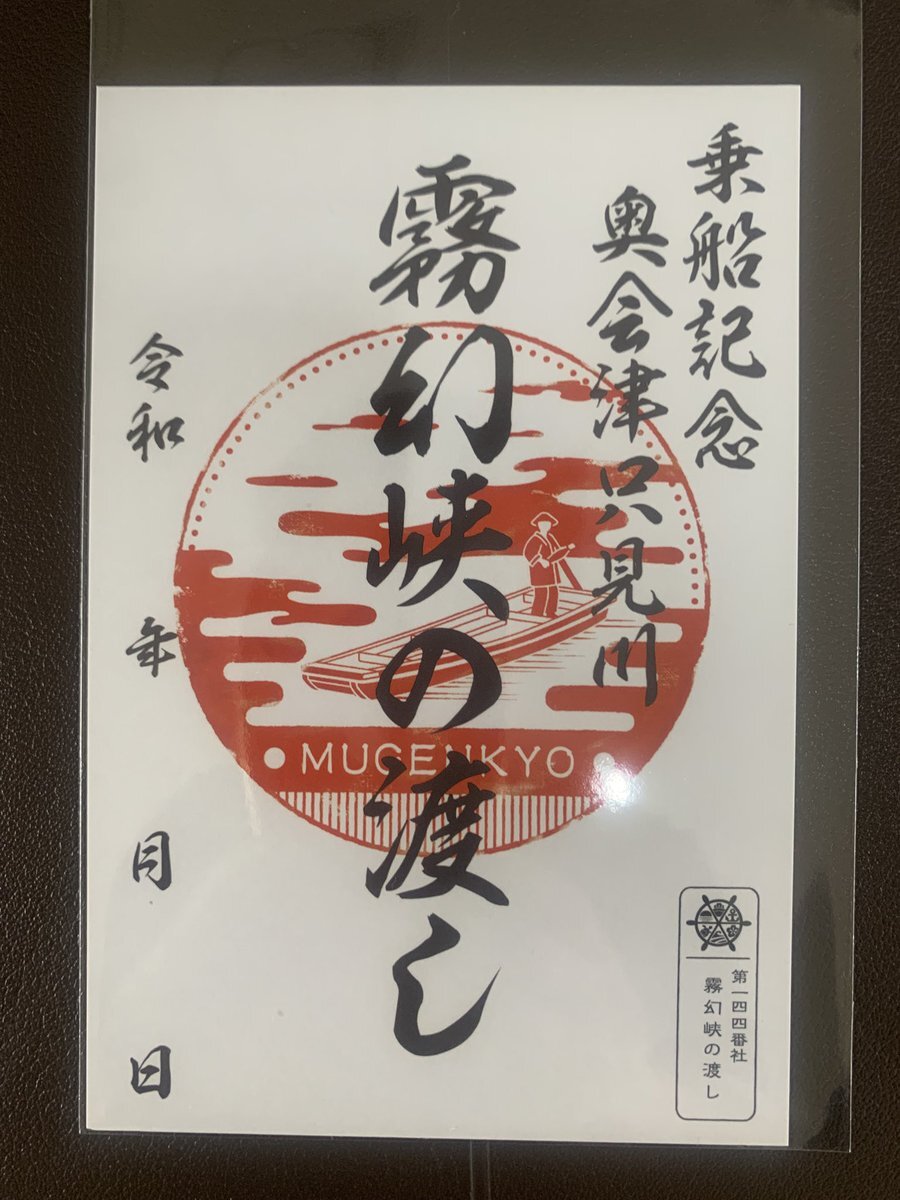 乗船記念
奥会津只見川
霧幻峡の渡し
令和 年 月 日
MUGENKYO
第一四四番社
霧幻峡の渡し